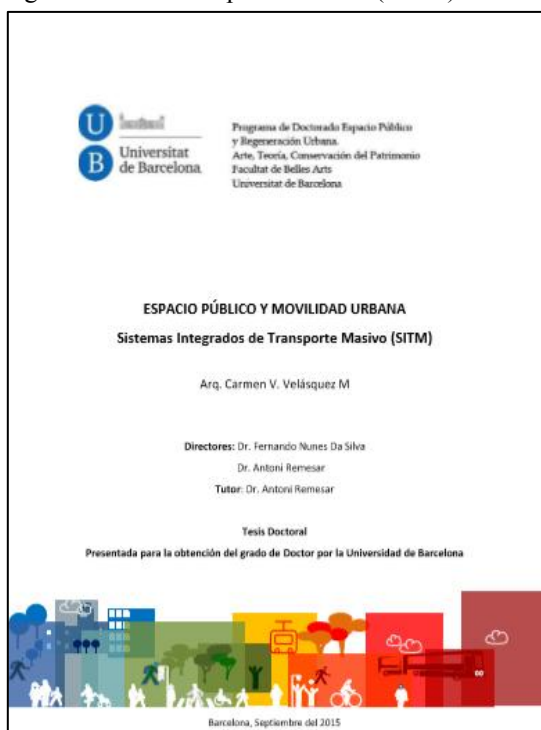 U
B
Universitat
de Barcelona
Programa de Doctorado Espacio Público
y Regeneración Urbana.
Arte, Teoría, Conservación del Patrimonio
Facultat de Belles Arts
Universitat de Barcelona
ESPACIO PÚBLICO Y MOVILIDAD URBANA
Sistemas Integrados de Transporte Masivo (SITM)
Arq. Carmen V. Velásquez M
Directores: Dr. Fernando Nunes Da Silva
Dr. Antoni Remesar
Tutor: Dr. Antoni Remesar
Tesis Doctoral
Presentada para la obtención del grado de Doctor por la Universidad de Barcelona
Barcelona, Septiembre del 2015